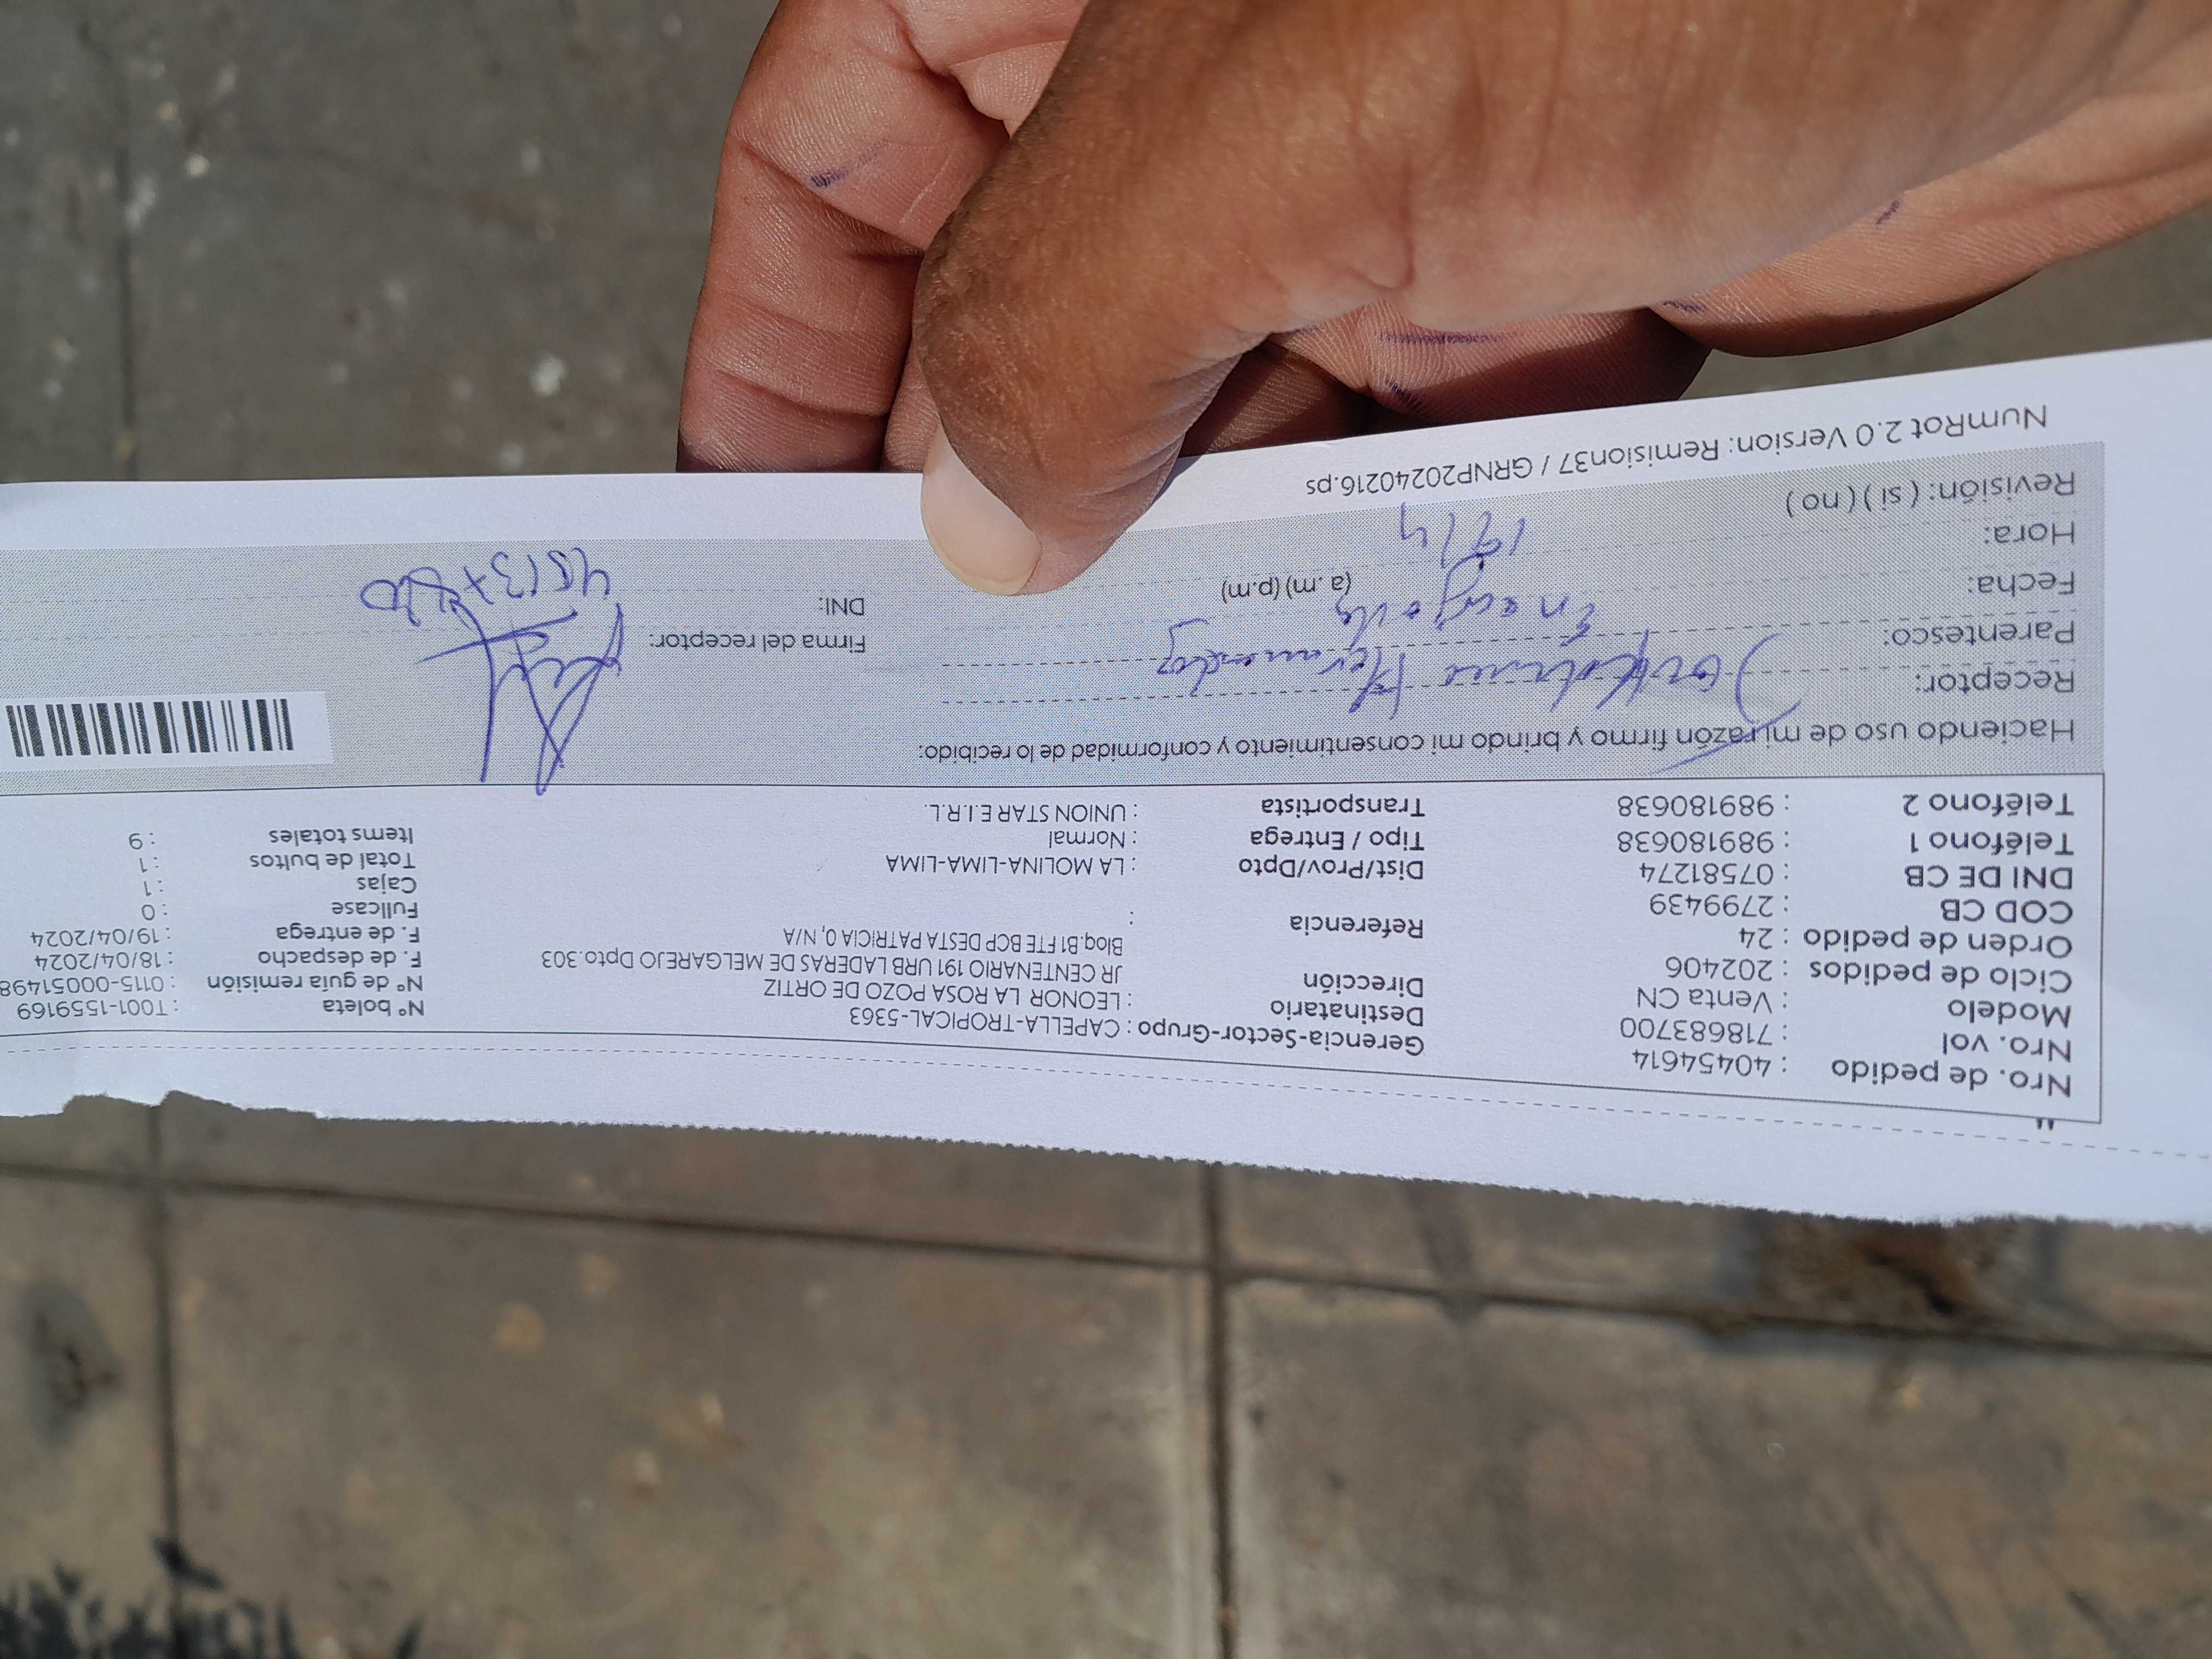 Nro. de pedido : 40454614
Nro. vol : 718683700
Modelo : Venta CN
Ciclo de pedidos : 202406
Orden de pedido : 24
COD CB : 2799439
DNI DE CB : 07581274
Teléfono 1 : 989180638
Teléfono 2 : 989180638
Gerencia-Sector-Grupo : CAPELLA-TROPICAL-5363
Destinatario : LEONOR LA ROSA POZO DE ORTIZ
Dirección JR CENTENARIO 191 URB LADERAS DE MELGAREJO Dpto.303
Bloq.B1 FTE BCP DESTA PATRICIA 0, N/A
Referencia :
Dist/Prov/Dpto : LA MOLINA-LIMA-LIMA
Tipo / Entrega : Normal
Transportista : UNION STAR E.I.R.L.
N° boleta : T001-1559169
N° de guía remisión : 0115-00051498
F. de despacho : 18/04/2024
F. de entrega : 19/04/2024
Fullcase : 0
Cajas : 1
Total de bultos : 1
Items totales : 9
Haciendo uso de mi razón firmo y brindo mi consentimiento y conformidad de lo recibido:
Receptor:
Parentesco:
Fecha: (a. m) (p.m)
Hora:
Revisión: ( si ) ( no )
Firma del receptor:
DNI:
NumRot 2.0 Version: Remision37 / GRNP20240216.ps